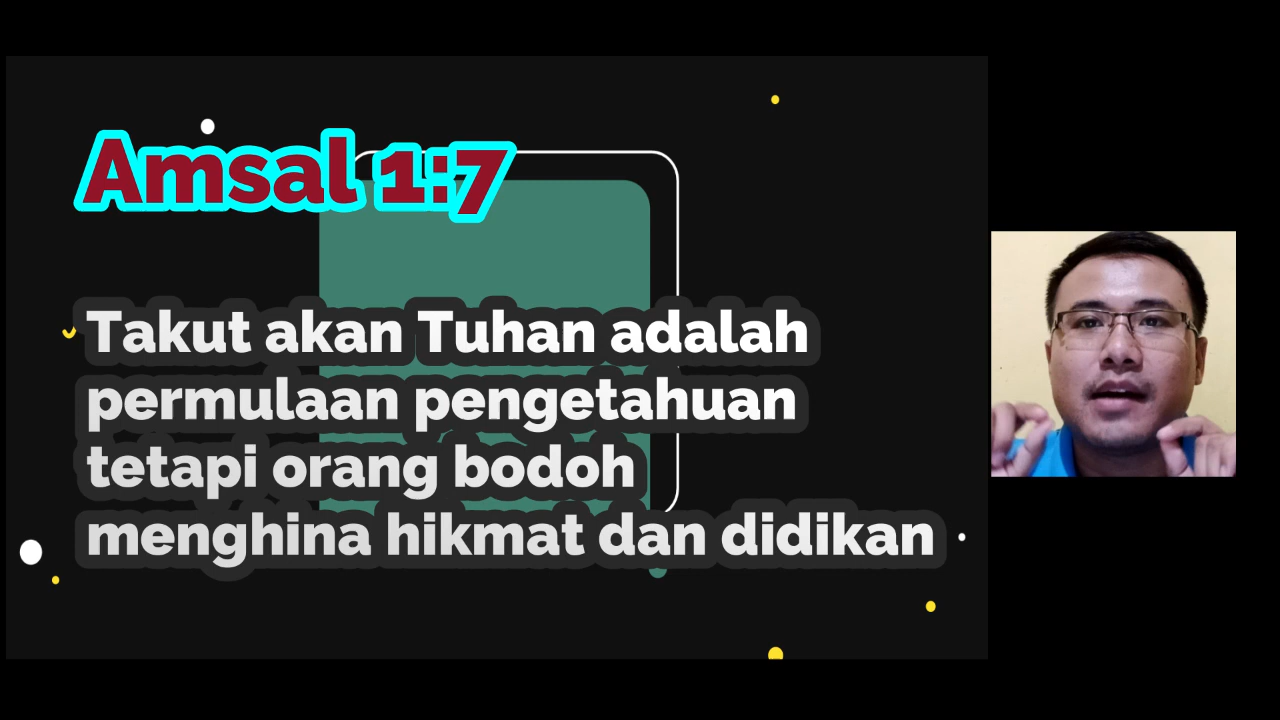 Amsal 1:7
Takut akan Tuhan adalah
permulaan pengetahuan
tetapi orang bodoh
menghina hikmat dan didikan